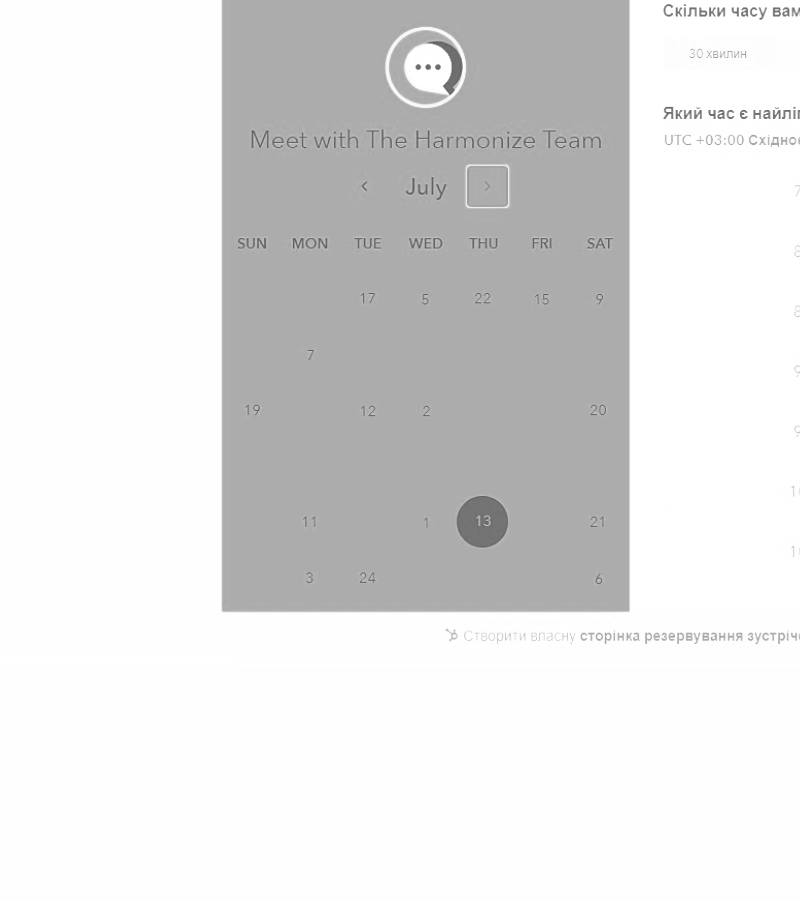 Скільки часу вам
30 хвилин
Meet with The Harmonize Team
Який час є найліп
UTC +03:00 Східно
July
SUN MON TUE WED THU FRI SAT
17 5 22 15 9
7
19 12 2 20
11 1 13 21
3 24 6
7
8
8
9
9
10
10
Створити власну сторінка резервування зустріч